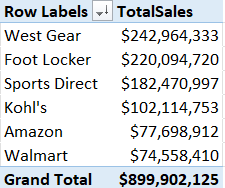 Row Labels TotalSales
West Gear $242,964,333
Foot Locker $220,094,720
Sports Direct $182,470,997
Kohl's $102,114,753
Amazon $77,698,912
Walmart $74,558,410
Grand Total $899,902,125